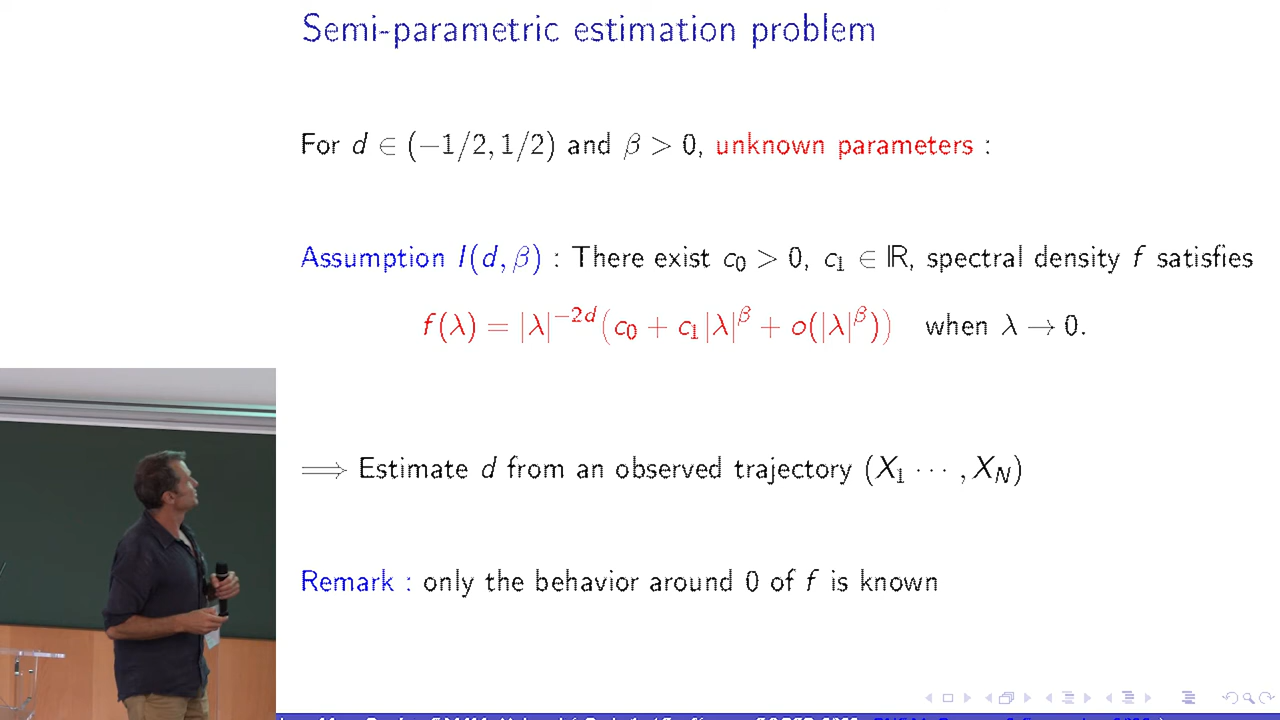 Semi-parametric estimation problem
For d ∈ (−1/2, 1/2) and β > 0, unknown parameters :
Assumption I(d, β) : There exist c₀ > 0, c₁ ∈ ℝ, spectral density f satisfies
f(λ) = |λ|^{−2d}(c₀ + c₁|λ|^β + o(|λ|^β)) when λ → 0.
⟹ Estimate d from an observed trajectory (X₁ ⋯ , X_N)
Remark : only the behavior around 0 of f is known